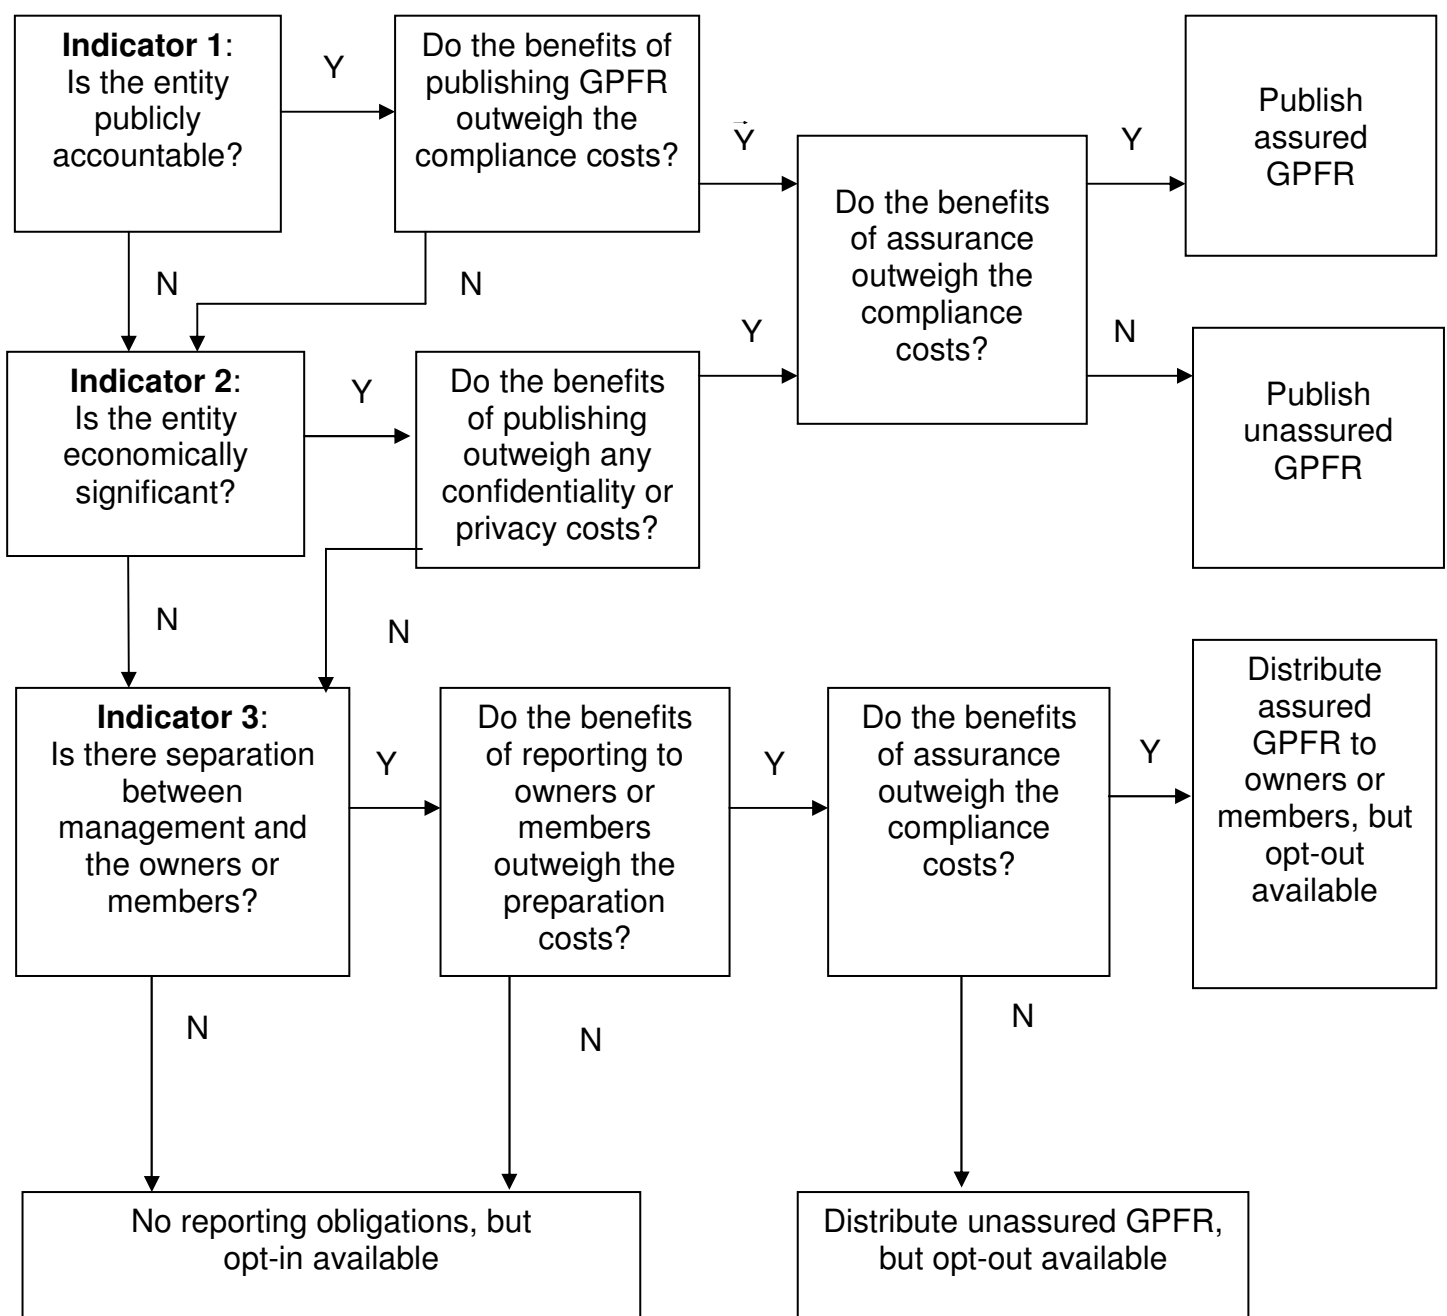 Indicator 1:
Is the entity
publicly
accountable?
Y
Do the benefits of
publishing GPFR
outweigh the
compliance costs?
Y
Do the benefits
of assurance
outweigh the
compliance
costs?
Y
Publish
assured
GPFR
N
N
Y
N
Publish
unassured
GPFR
Indicator 2:
Is the entity
economically
significant?
Y
Do the benefits
of publishing
outweigh any
confidentiality or
privacy costs?
N
N
Indicator 3:
Is there separation
between
management and
the owners or
members?
Y
Do the benefits
of reporting to
owners or
members
outweigh the
preparation
costs?
Y
Do the benefits
of assurance
outweigh the
compliance
costs?
Y
Distribute
assured
GPFR to
owners or
members, but
opt-out
available
N
N
N
No reporting obligations, but
opt-in available
Distribute unassured GPFR,
but opt-out available